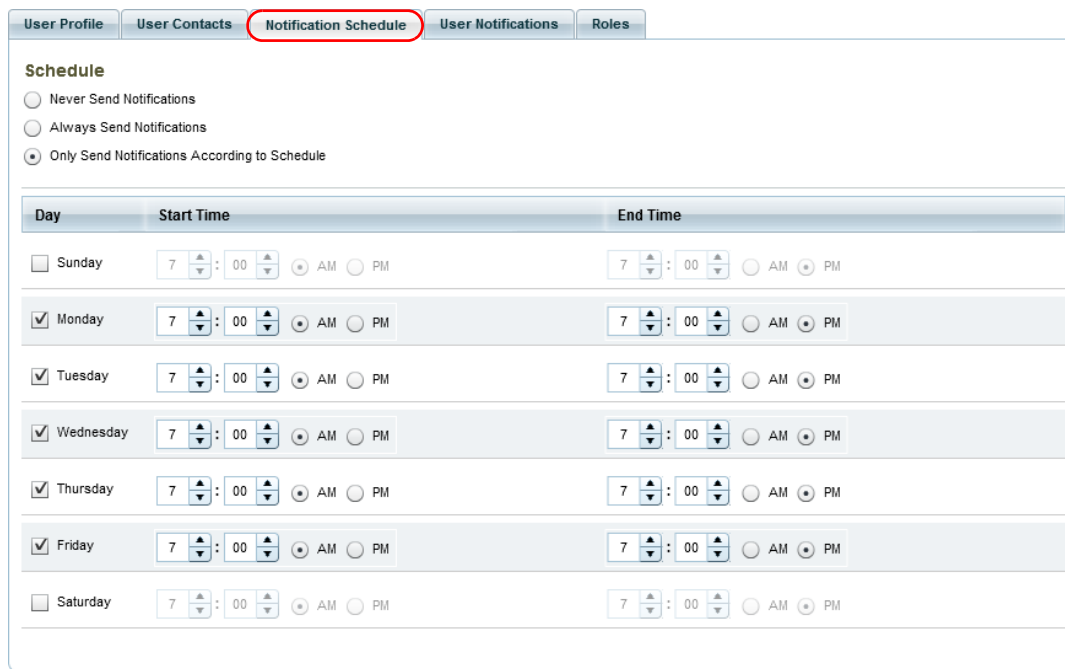 User Profile User Contacts Notification Schedule User Notifications Roles
Schedule
Never Send Notifications
Always Send Notifications
Only Send Notifications According to Schedule
Day Start Time End Time
Sunday 7 : 00 AM PM 7 : 00 AM PM
Monday 7 : 00 AM PM 7 : 00 AM PM
Tuesday 7 : 00 AM PM 7 : 00 AM PM
Wednesday 7 : 00 AM PM 7 : 00 AM PM
Thursday 7 : 00 AM PM 7 : 00 AM PM
Friday 7 : 00 AM PM 7 : 00 AM PM
Saturday 7 : 00 AM PM 7 : 00 AM PM